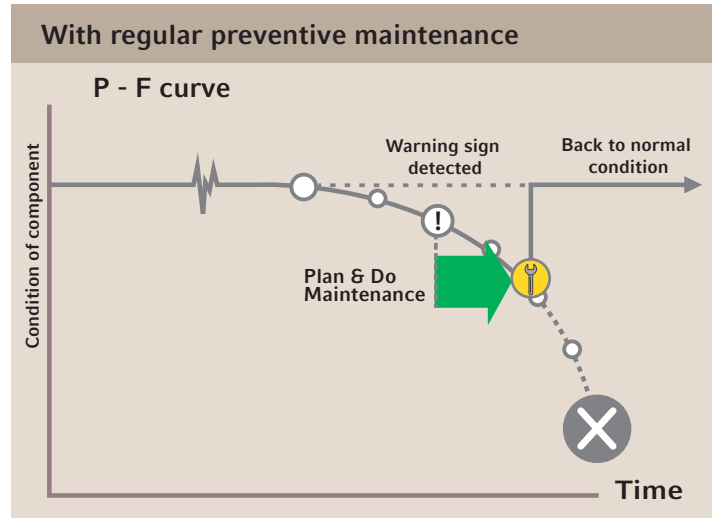 With regular preventive maintenance
P - F curve
Warning sign
detected
Back to normal
condition
Condition of component
!
Plan & Do
Maintenance
Time